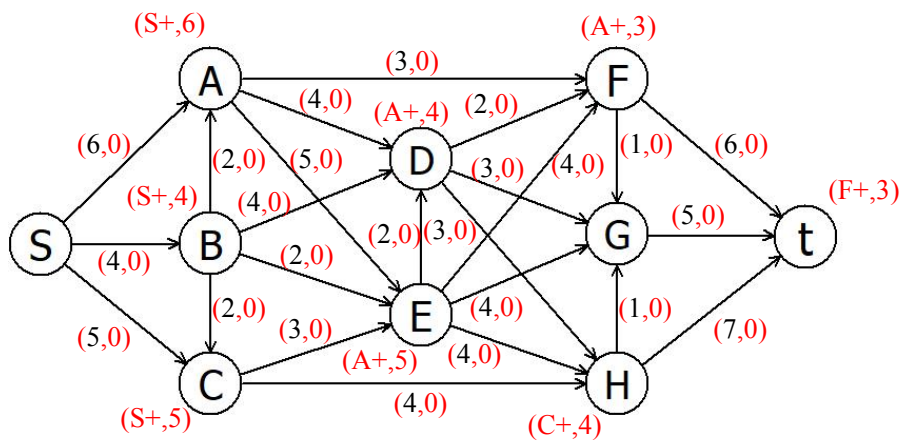 (S+,6)
(A+,3)
A
(3,0)
F
(4,0)
(A+,4)
(2,0)
(6,0)
(2,0)
(5,0)
D
(4,0)
(1,0)
(6,0)
(S+,4)
(4,0)
(3,0)
(F+,3)
S
B
(2,0)
(3,0)
G
(5,0)
t
(4,0)
(2,0)
(2,0)
E
(4,0)
(1,0)
(5,0)
(3,0)
(A+,5)
(4,0)
(7,0)
C
H
(S+,5)
(4,0)
(C+,4)